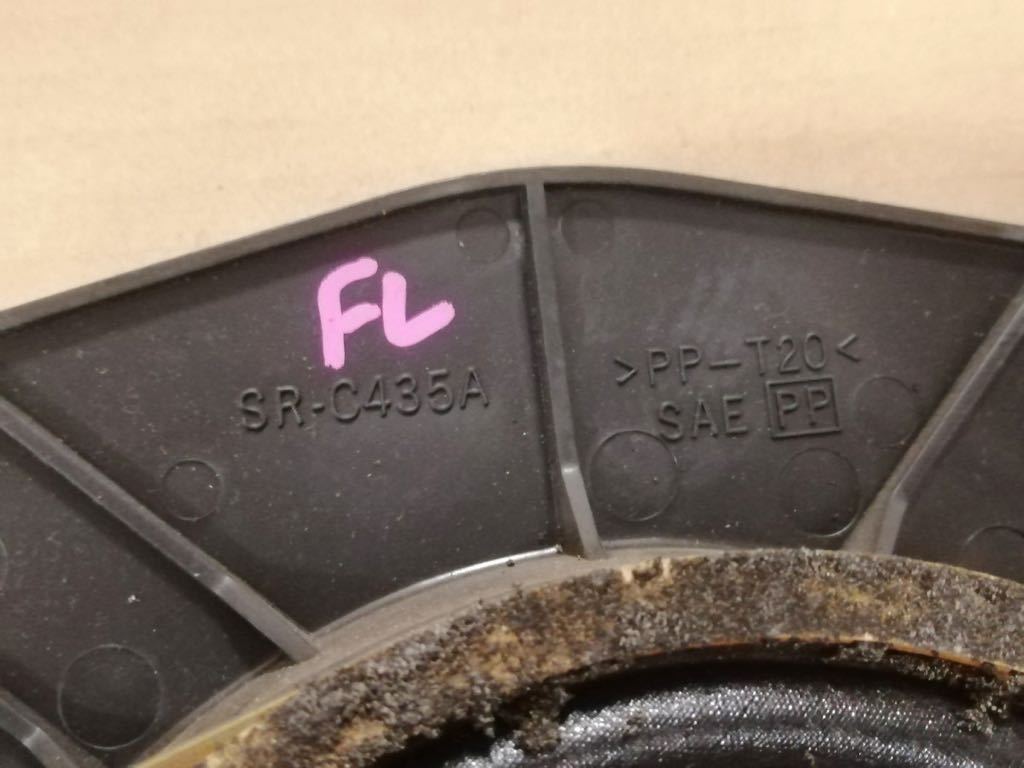 FL
SR-C435A
>PP-T20<
SAE PP